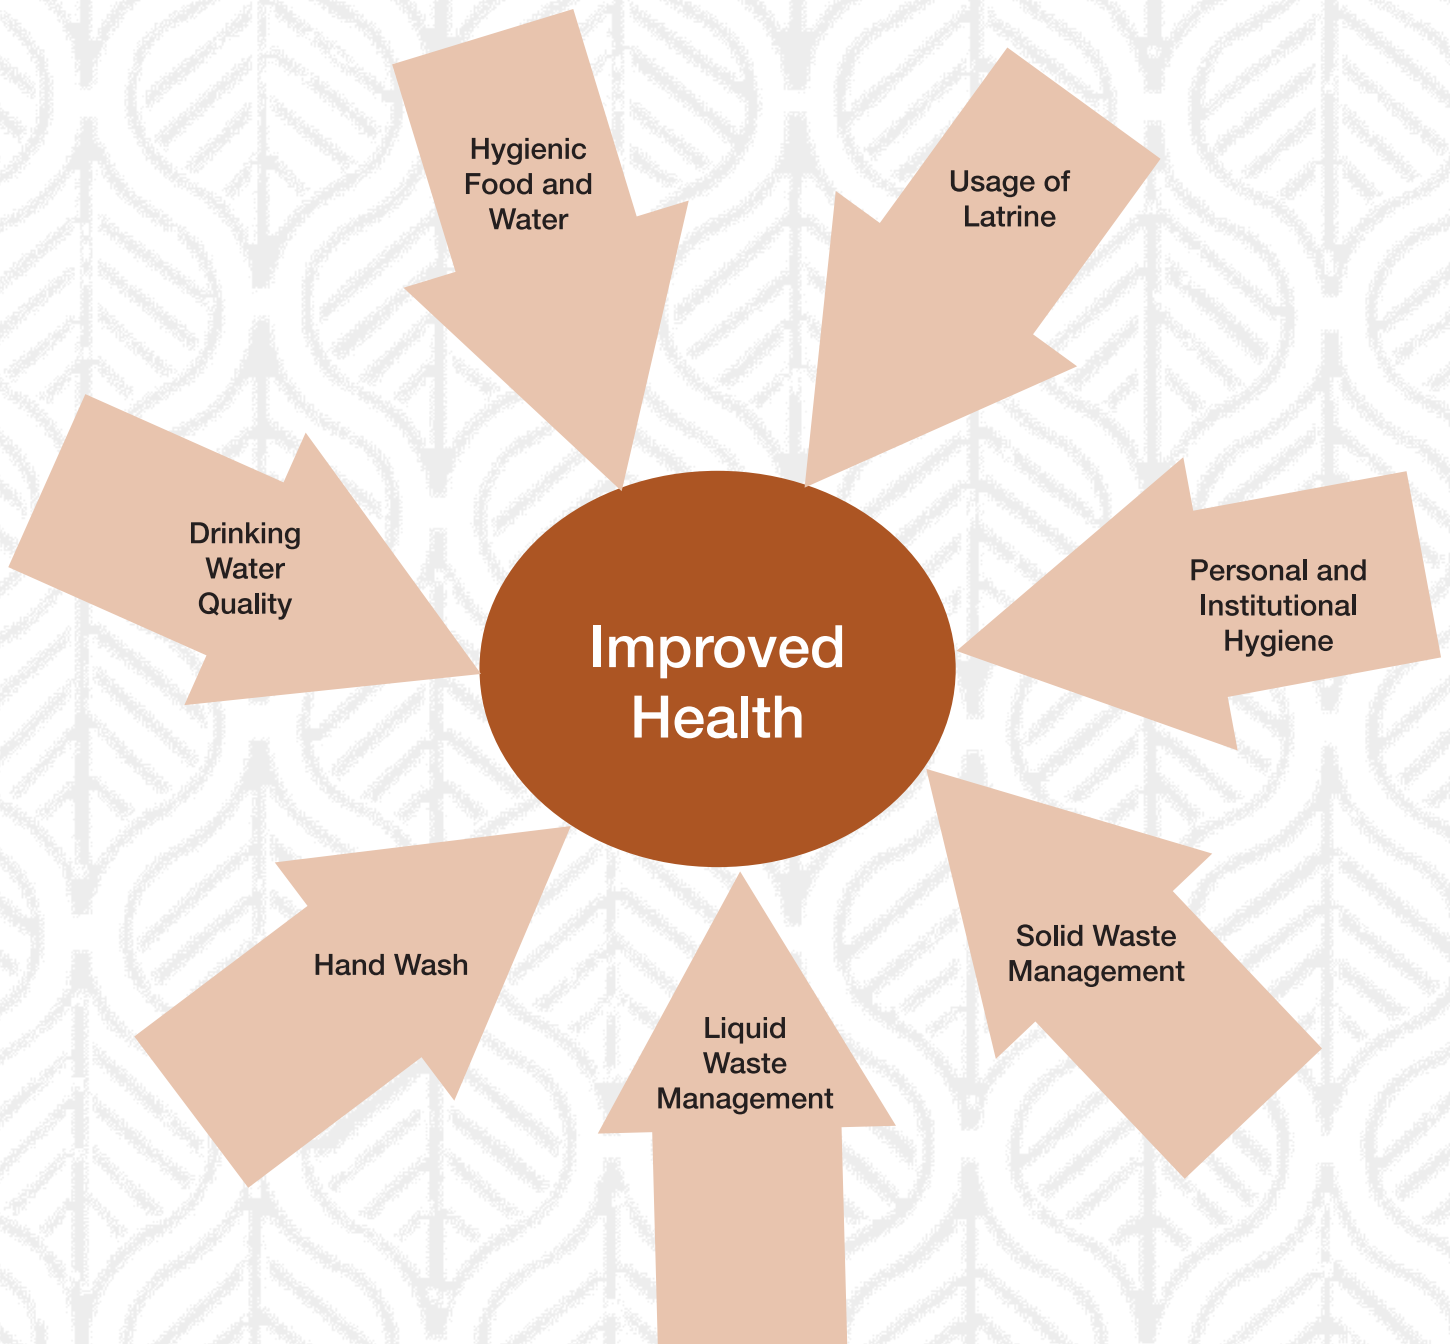 Hygienic
Food and
Water
Usage of
Latrine
Drinking
Water
Quality
Personal and
Institutional
Hygiene
Improved
Health
Hand Wash
Solid Waste
Management
Liquid
Waste
Management